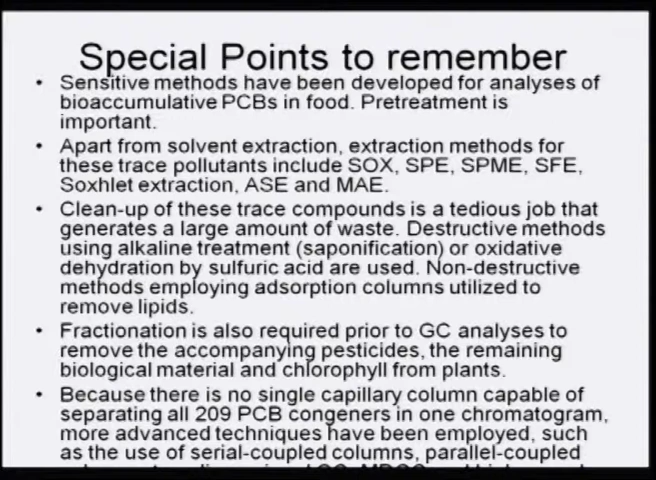 Special Points to remember
• Sensitive methods have been developed for analyses of
bioaccumulative PCBs in food. Pretreatment is
important.
• Apart from solvent extraction, extraction methods for
these trace pollutants include SOX, SPE, SPME, SFE,
Soxhlet extraction, ASE and MAE.
• Clean-up of these trace compounds is a tedious job that
generates a large amount of waste. Destructive methods
using alkaline treatment (saponification) or oxidative
dehydration by sulfuric acid are used. Non-destructive
methods employing adsorption columns utilized to
remove lipids.
• Fractionation is also required prior to GC analyses to
remove the accompanying pesticides, the remaining
biological material and chlorophyll from plants.
• Because there is no single capillary column capable of
separating all 209 PCB congeners in one chromatogram,
more advanced techniques have been employed, such
as the use of serial-coupled columns, parallel-coupled